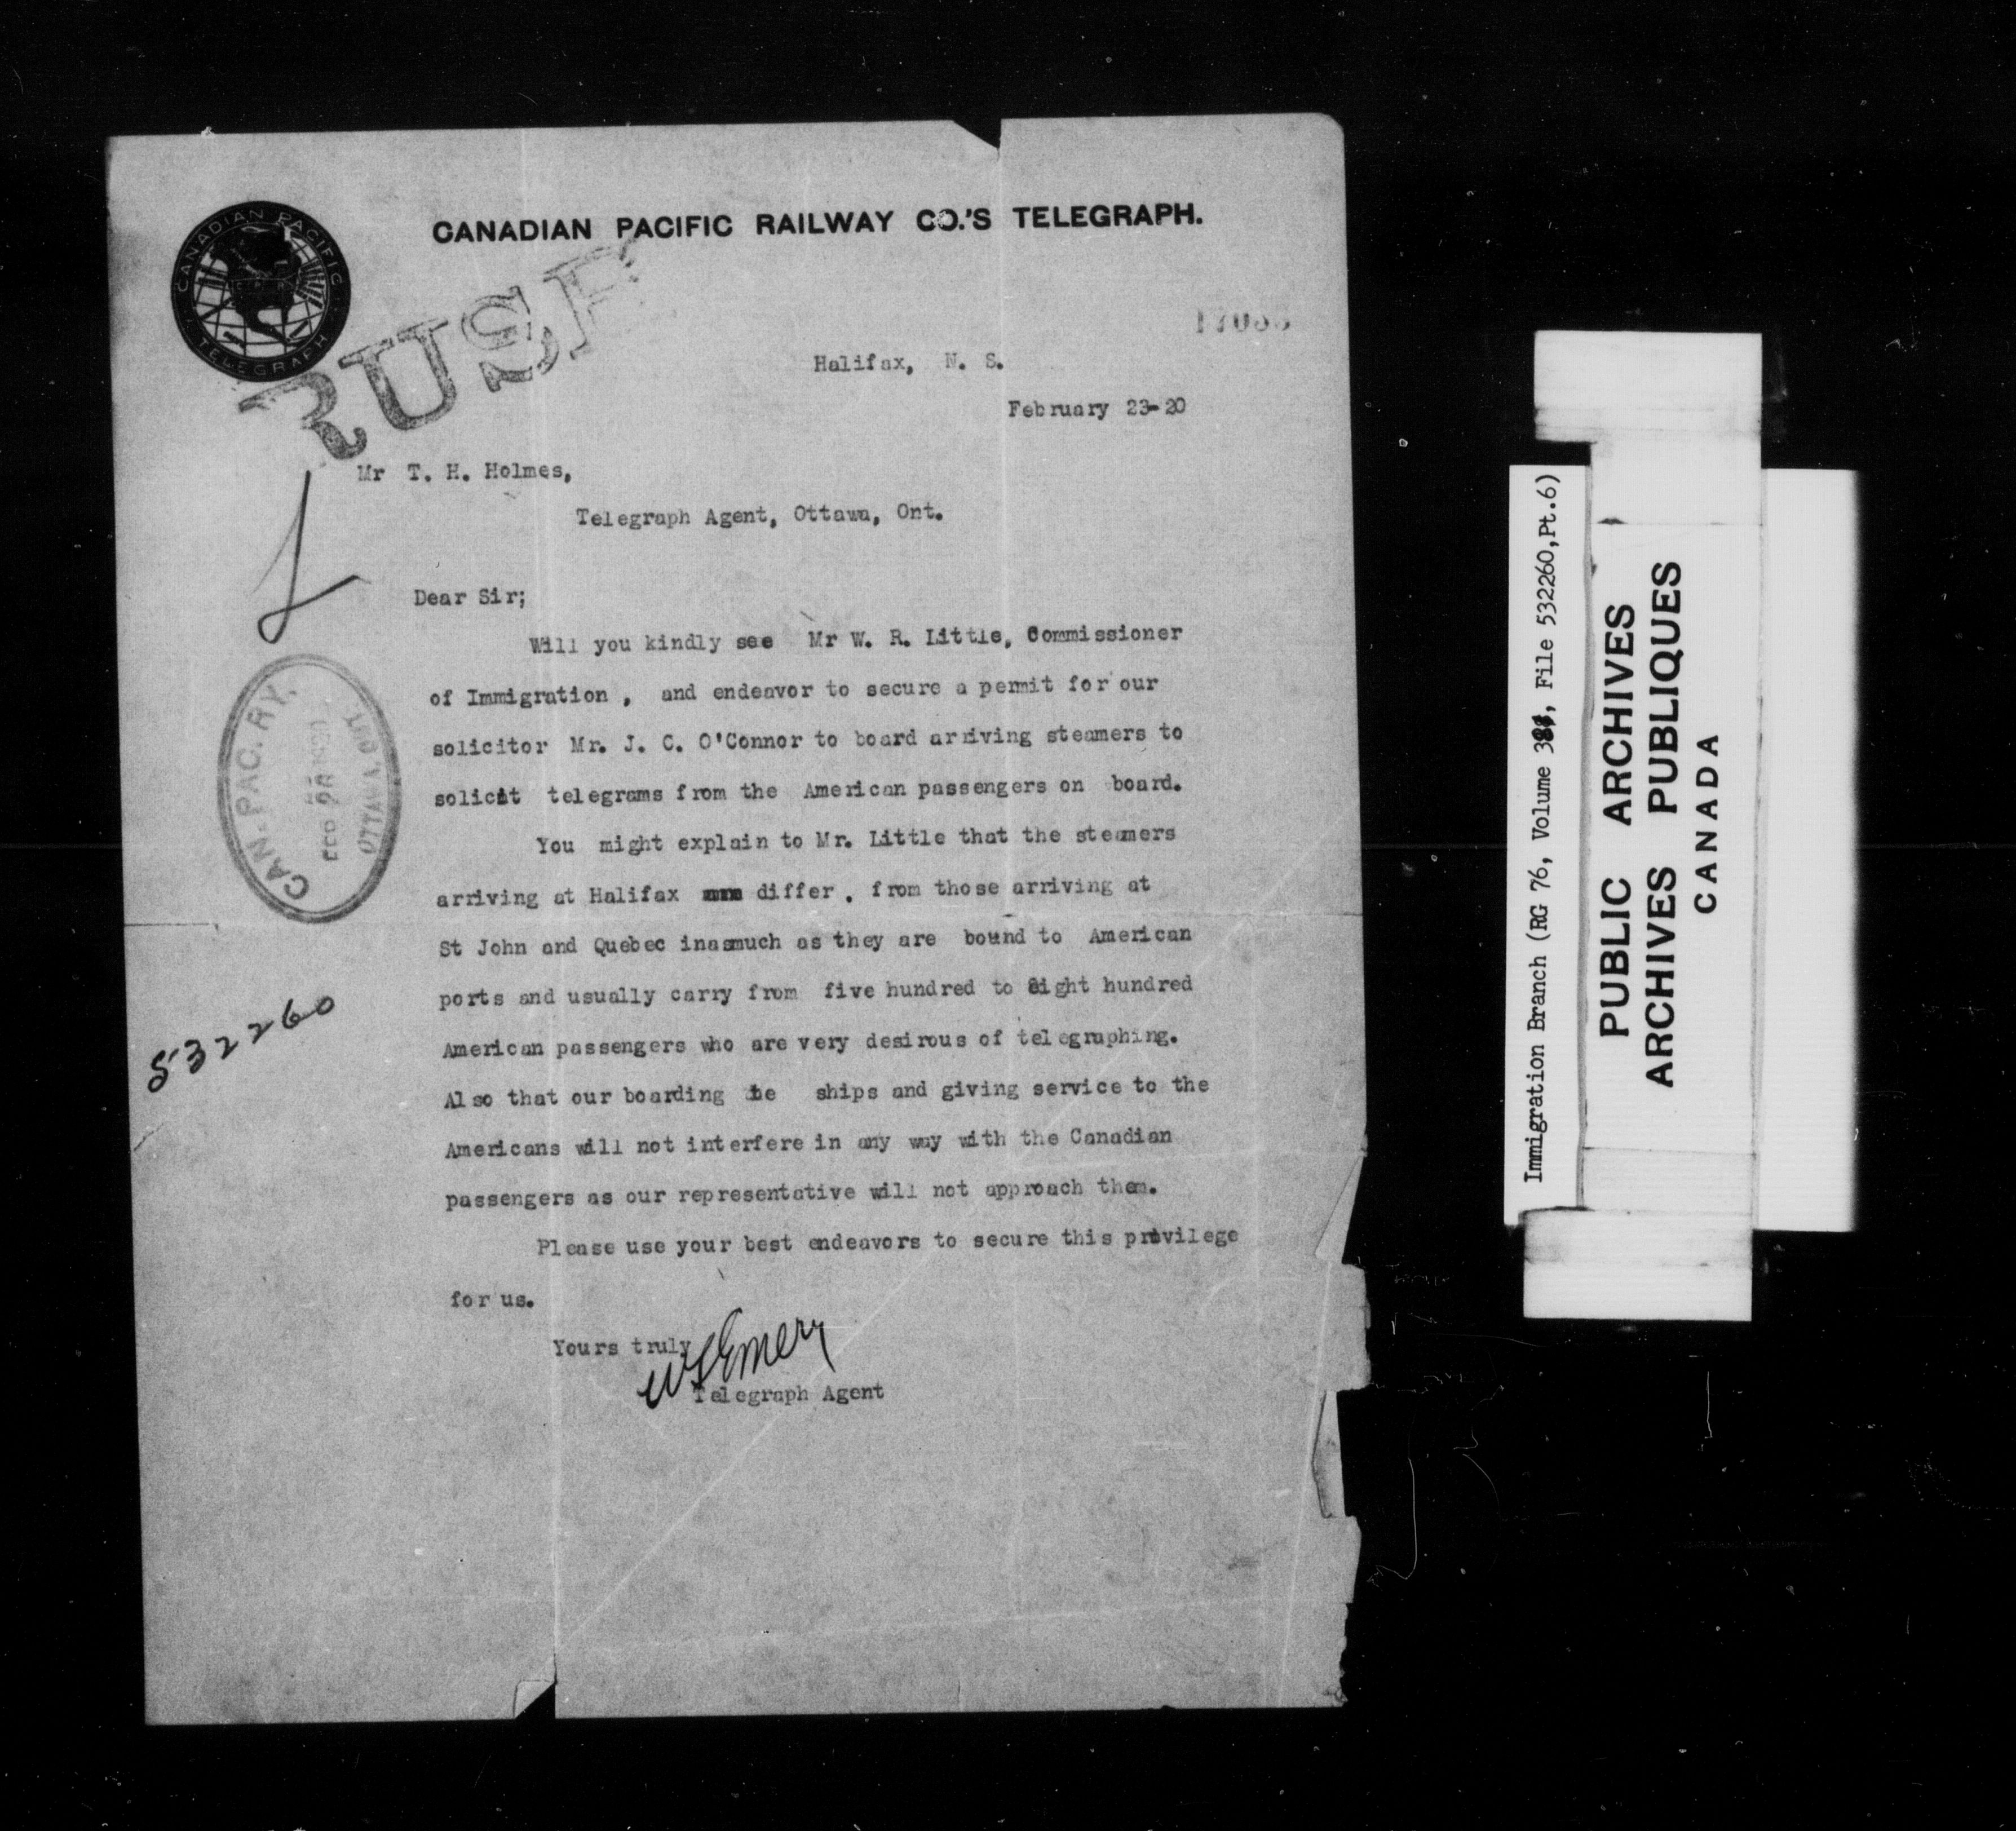 CANADIAN PACIFIC
TELEGRAPH
CANADIAN PACIFIC RAILWAY CO.'S TELEGRAPH.
RUSH
Halifax, N. S.
February 23-20
Mr T. H. Holmes,
Telegraph Agent, Ottawa, Ont.
Dear Sir;
Will you kindly see Mr W. R. Little, Commissioner
of Immigration , and endeavor to secure a permit for our
solicitor Mr. J. C. O'Connor to board arriving steamers to
solicit telegrams from the American passengers on board.
You might explain to Mr. Little that the steamers
arriving at Halifax differ . from those arriving at
St John and Quebec inasmuch as they are bound to American
ports and usually carry from five hundred to eight hundred
American passengers who are very desirous of telegraphing.
Also that our boarding te ships and giving service to the
Americans will not interfere in any way with the Canadian
passengers as our representative will not approach them.
Please use your best endeavors to secure this privilege
for us.
Yours truly
W S Emery
Telegraph Agent
CAN. PAC. RY.
OTTAWA, ONT
532260
Immigration Branch (RG 76, Volume , File 532260,Pt.6)
PUBLIC ARCHIVES
ARCHIVES PUBLIQUES
CANADA